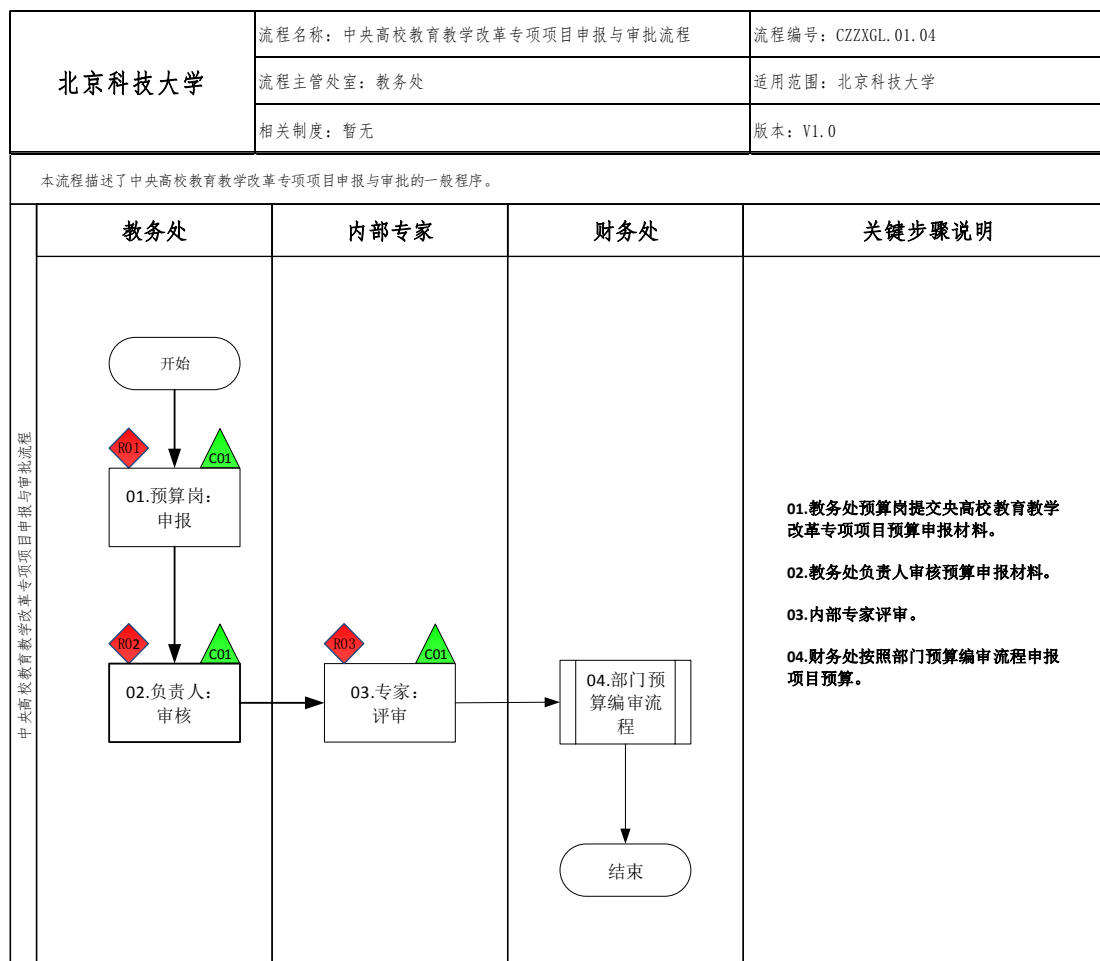 北京科技大学
流程名称：中央高校教育教学改革专项项目申报与审批流程
流程编号：CZZXGL.01.04
流程主管处室：教务处
适用范围：北京科技大学
相关制度：暂无
版本：V1.0
本流程描述了中央高校教育教学改革专项项目申报与审批的一般程序。
中央高校教育教学改革专项项目申报与审批流程
教务处
内部专家
财务处
关键步骤说明
开始
R01
C01
01.预算岗：
申报
R02
C01
02.负责人：
审核
R03
C01
03.专家：
评审
04.部门预
算编审流
程
结束
01.教务处预算岗提交央高校教育教学
改革专项项目预算申报材料。
02.教务处负责人审核预算申报材料。
03.内部专家评审。
04.财务处按照部门预算编审流程申报
项目预算。